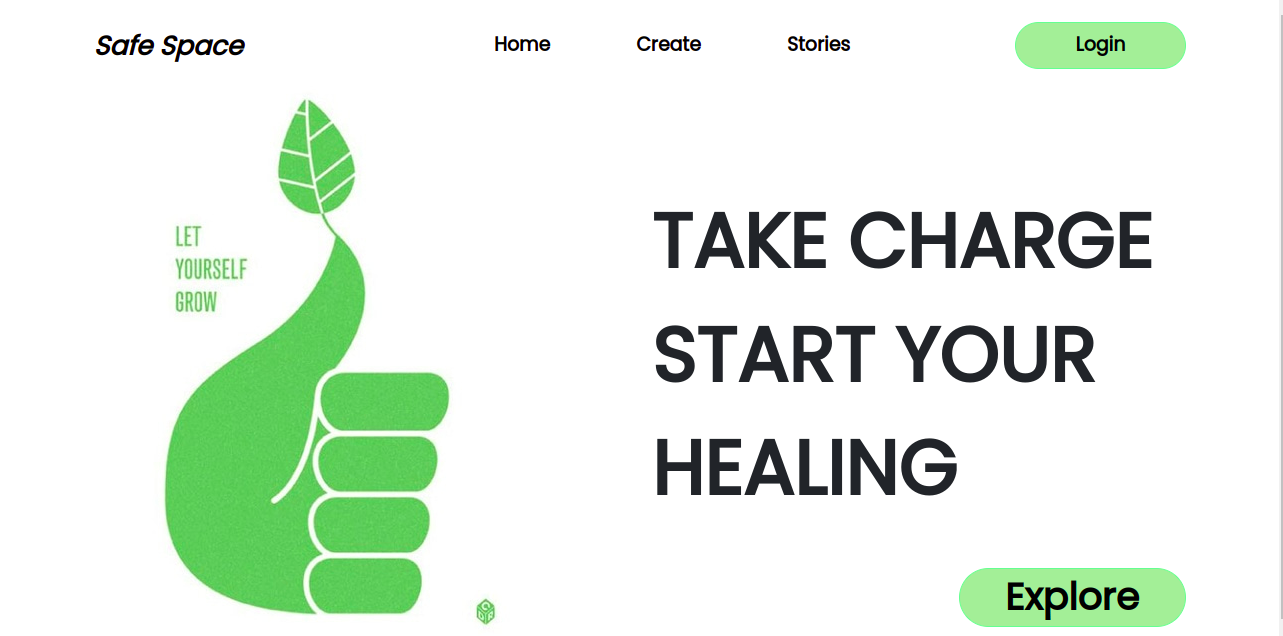 Safe Space
Home
Create
Stories
Login
LET
YOURSELF
GROW
TAKE CHARGE
START YOUR
HEALING
Explore